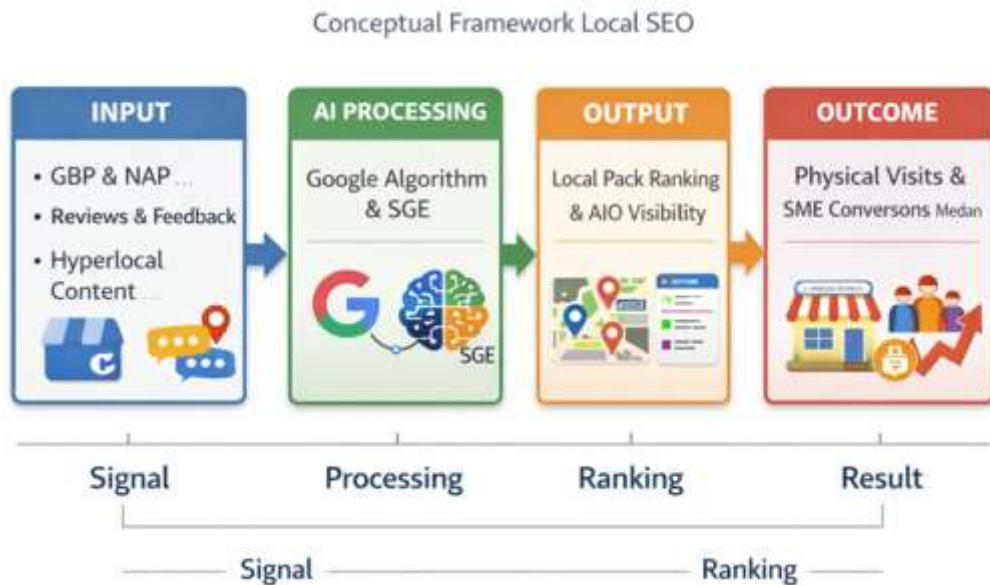 Conceptual Framework Local SEO
INPUT
• GBP & NAP ...
• Reviews & Feedback
• Hyperlocal
Content ...
AI PROCESSING
Google Algorithm
& SGE
G
SGE
OUTPUT
Local Pack Ranking
& AIO Visibility
OUTCOME
Physical Visits &
SME Conversons Medan
Signal
Processing
Ranking
Result
Signal
Ranking